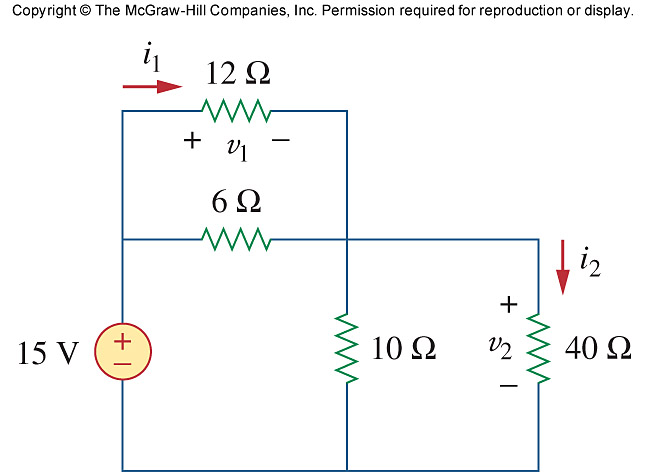 Copyright © The McGraw-Hill Companies, Inc. Permission required for reproduction or display.
i1
12 Ω
+ v1 −
6 Ω
i2
+
15 V
+
−
10 Ω
v2
40 Ω
−